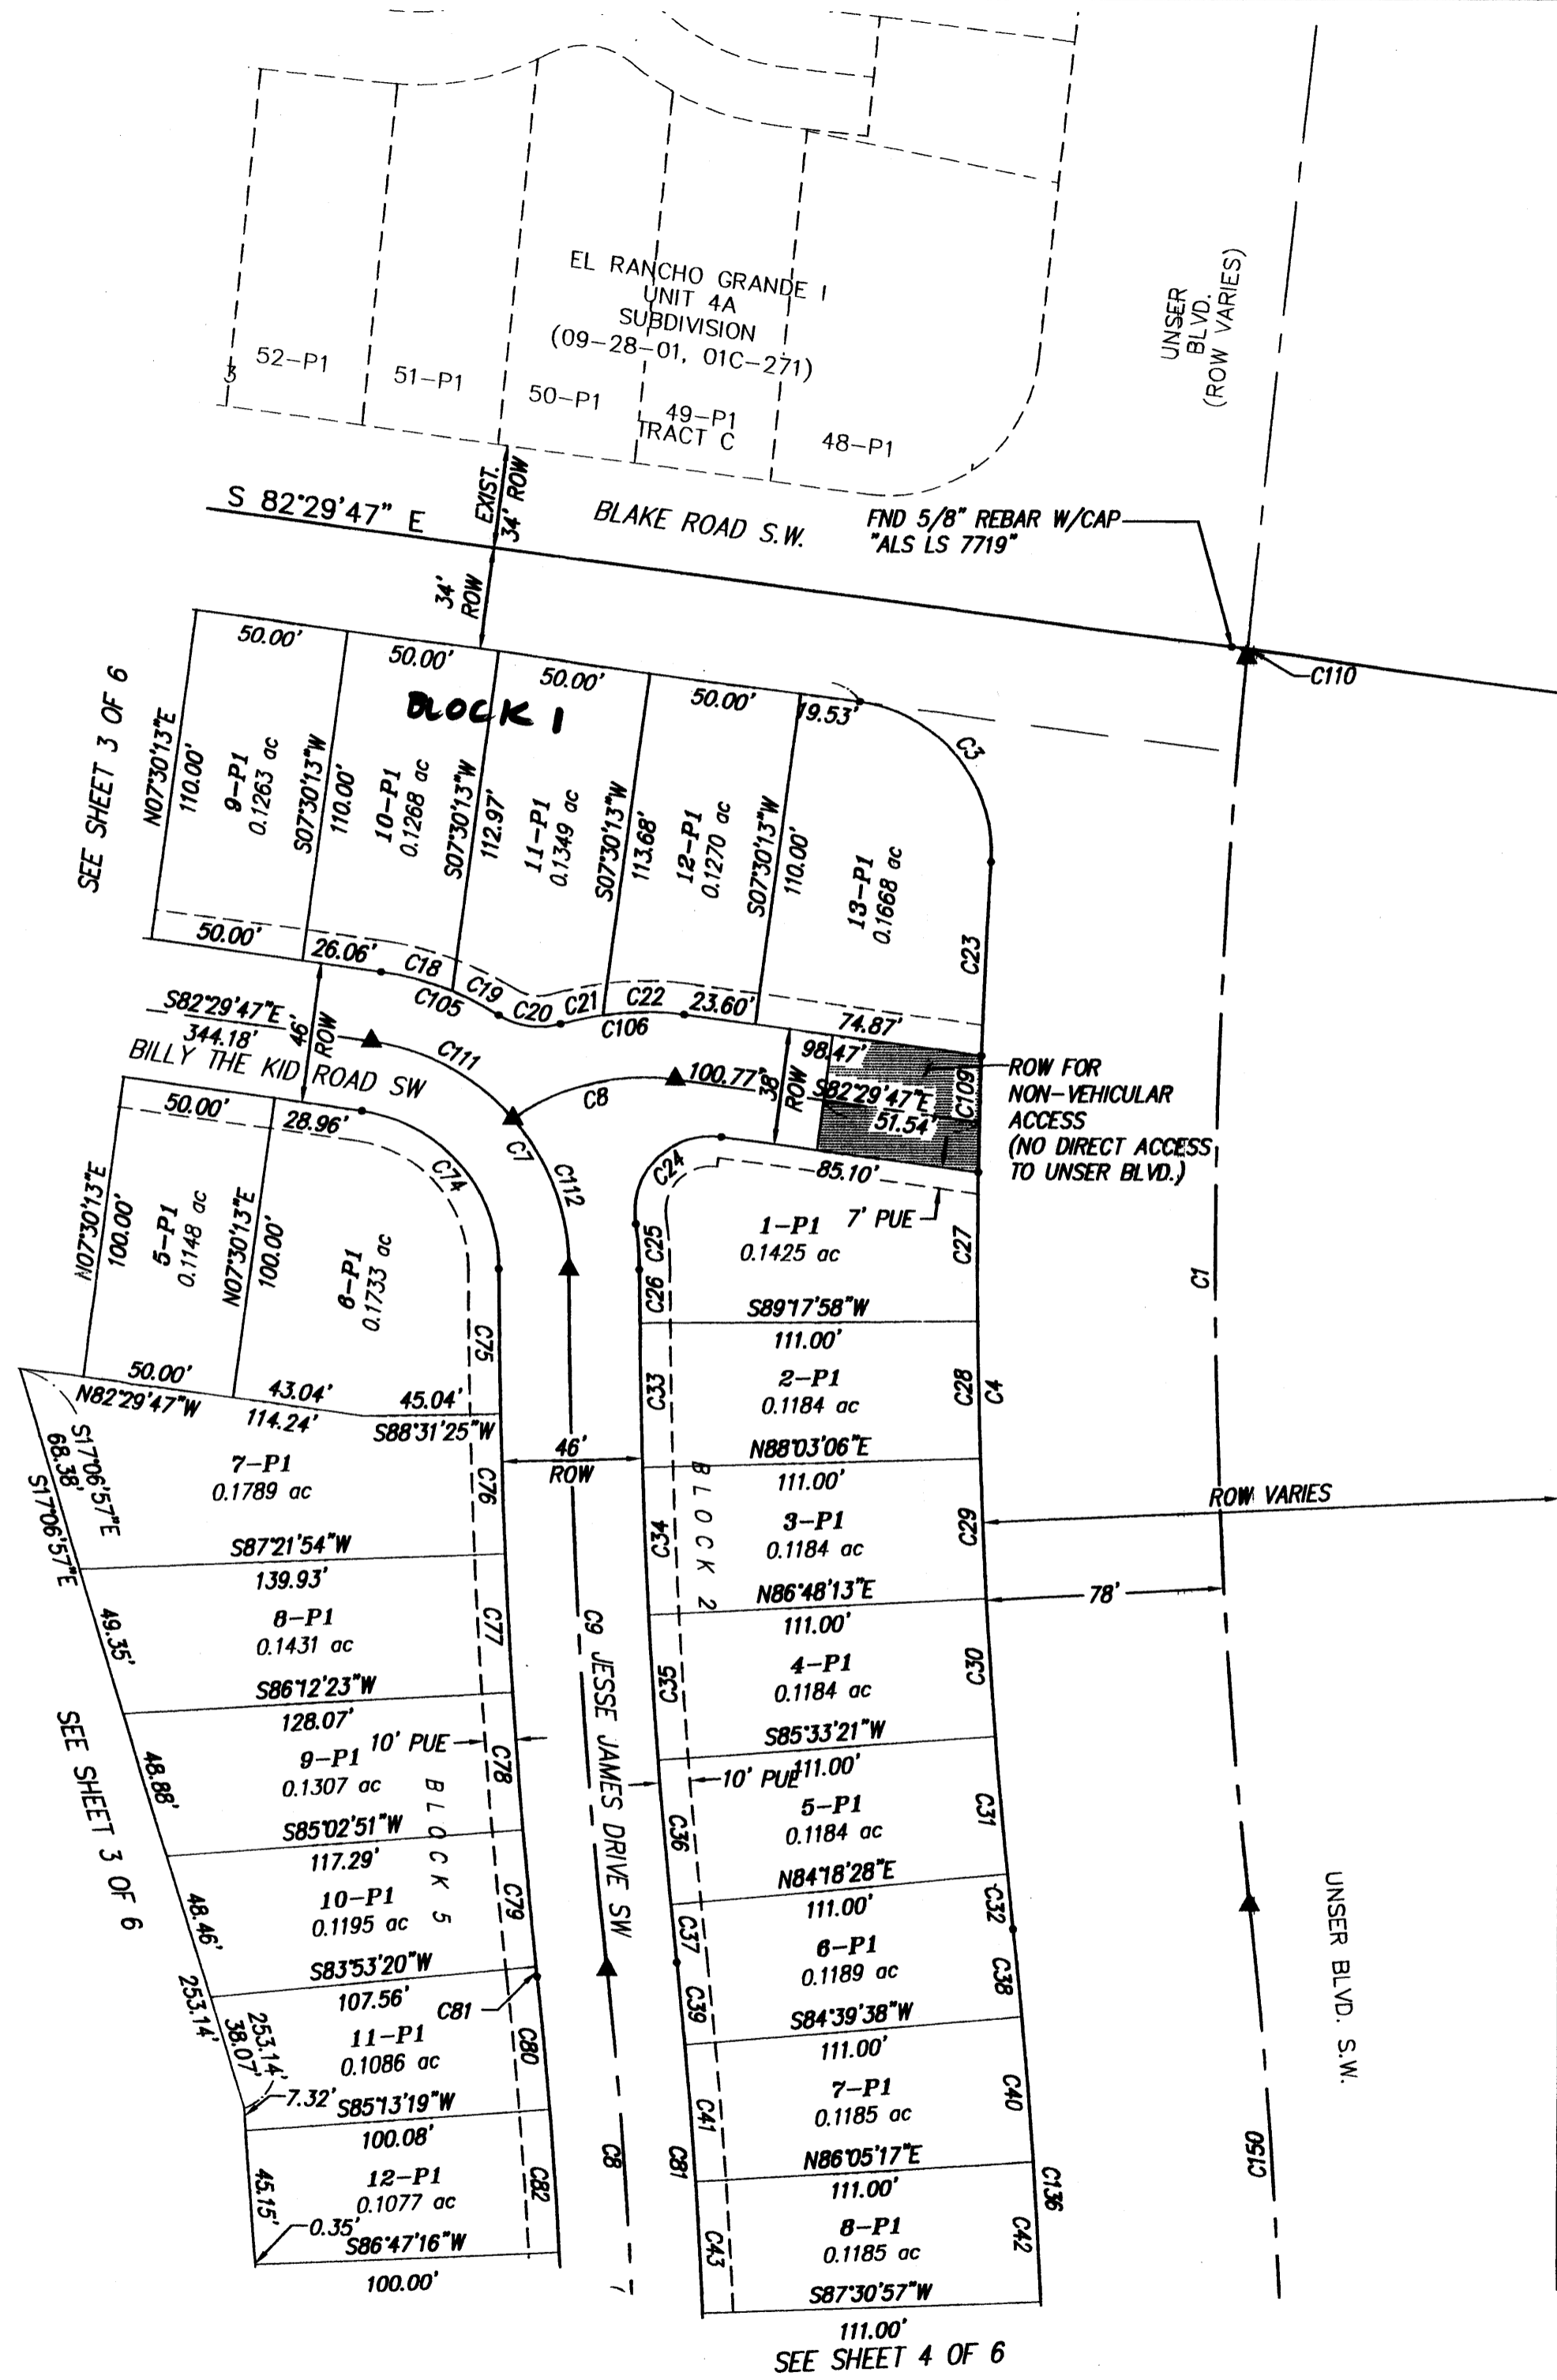 EL RANCHO GRANDE I
UNIT 4A
SUBDIVISION
(09-28-01, 01C-271)
52-P1
51-P1
50-P1
49-P1
TRACT C
48-P1
3
UNSER
BLVD.
(ROW VARIES)
EXIST.
34' ROW
S 82°29'47" E
BLAKE ROAD S.W.
FND 5/8" REBAR W/CAP
"ALS LS 7719"
34'
ROW
C110
SEE SHEET 3 OF 6
50.00'
50.00'
50.00'
50.00'
19.53'
C3
BLOCK 1
N07°30'13"E
110.00'
9-P1
0.1263 ac
S07°30'13"W
110.00'
10-P1
0.1268 ac
S07°30'13"W
112.97'
11-P1
0.1349 ac
S07°30'13"W
113.68'
12-P1
0.1270 ac
S07°30'13"W
110.00'
13-P1
0.1668 ac
C23
50.00'
26.06'
C18
C19
C20
C21
C22
23.60'
74.87'
C105
C106
S82°29'47"E
344.18'
46'
ROW
BILLY THE KID ROAD SW
C111
C8
100.77'
38'
ROW
98.47'
S82°29'47"E
51.54'
C109
ROW FOR
NON-VEHICULAR
ACCESS
(NO DIRECT ACCESS
TO UNSER BLVD.)
50.00'
28.96'
C74
C7
C112
C24
85.10'
7' PUE
N07°30'13"E
100.00'
5-P1
0.1148 ac
N07°30'13"E
100.00'
6-P1
0.1733 ac
C75
C25
C26
1-P1
0.1425 ac
C27
C1
S89°17'58"W
111.00'
50.00'
N82°29'47"W
43.04'
114.24'
45.04'
S88°31'25"W
C33
2-P1
0.1184 ac
C28
C4
N88°03'06"E
111.00'
S17°06'57"E
68.38'
S17°06'57"E
7-P1
0.1789 ac
C76
46'
ROW
BLOCK 2
C34
3-P1
0.1184 ac
C29
ROW VARIES
S87°21'54"W
139.93'
N86°48'13"E
111.00'
78'
49.35'
8-P1
0.1431 ac
C77
C9
JESSE JAMES DRIVE SW
C35
4-P1
0.1184 ac
C30
S86°12'23"W
128.07'
S85°33'21"W
111.00'
SEE SHEET 3 OF 6
48.88'
9-P1
0.1307 ac
10' PUE
C78
BLOCK 5
10' PUE
C36
5-P1
0.1184 ac
C31
S85°02'51"W
117.29'
N84°18'28"E
111.00'
48.46'
10-P1
0.1195 ac
C79
C37
6-P1
0.1189 ac
C32
C38
UNSER BLVD. S.W.
S83°53'20"W
107.56'
C81
C39
S84°39'38"W
111.00'
253.14'
253.14'
38.07'
11-P1
0.1086 ac
C80
7-P1
0.1185 ac
C40
C41
7.32'
S85°13'19"W
100.08'
C8
C81
N86°05'17"E
111.00'
C136
C150
45.15'
12-P1
0.1077 ac
C82
C43
8-P1
0.1185 ac
C42
0.35'
S86°47'16"W
100.00'
S87°30'57"W
111.00'
SEE SHEET 4 OF 6